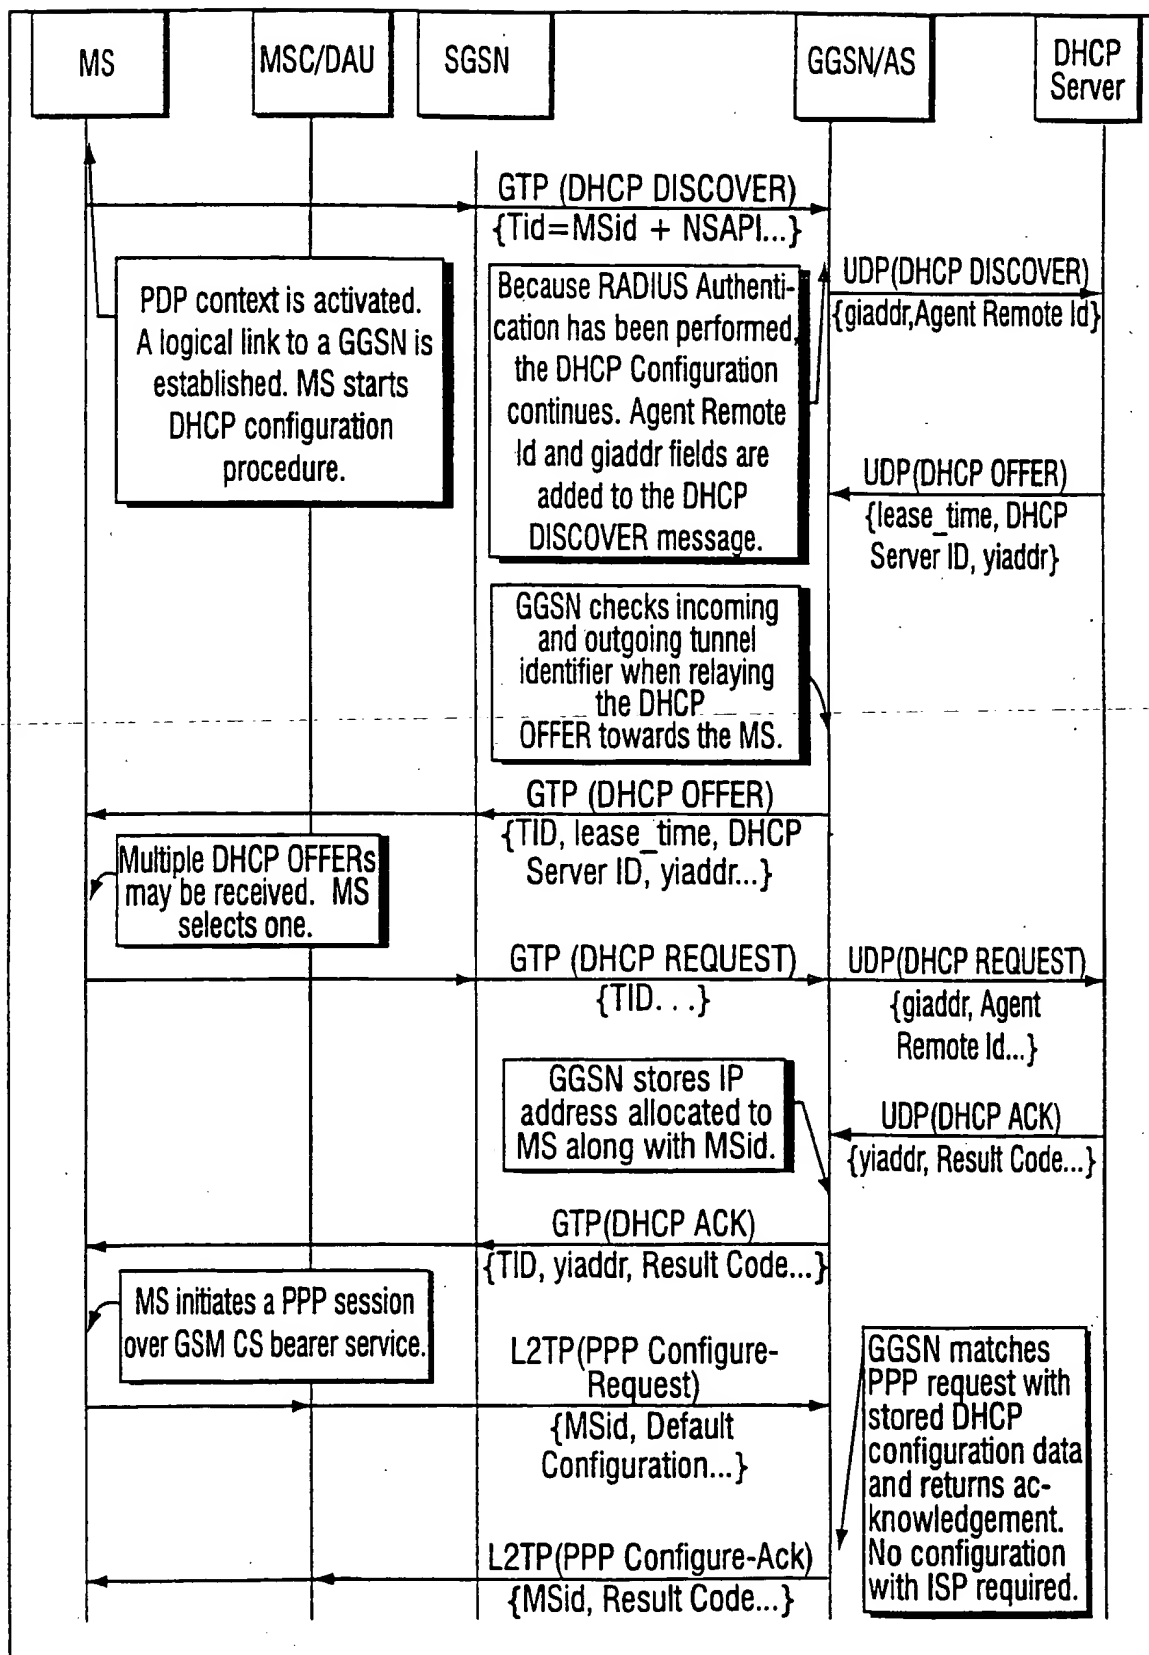 MS
MSC/DAU
SGSN
GGSN/AS
DHCP
Server
GTP (DHCP DISCOVER)
{Tid=MSid + NSAPI...}
PDP context is activated.
A logical link to a GGSN is
established. MS starts
DHCP configuration
procedure.
Because RADIUS Authenti-
cation has been performed,
the DHCP Configuration
continues. Agent Remote
Id and giaddr fields are
added to the DHCP
DISCOVER message.
UDP(DHCP DISCOVER)
{giaddr,Agent Remote Id}
UDP(DHCP OFFER)
{lease_time, DHCP
Server ID, yiaddr}
GGSN checks incoming
and outgoing tunnel
identifier when relaying
the DHCP
OFFER towards the MS.
GTP (DHCP OFFER)
{TID, lease_time, DHCP
Server ID, yiaddr...}
Multiple DHCP OFFERs
may be received. MS
selects one.
GTP (DHCP REQUEST)
{TID. . .}
UDP(DHCP REQUEST)
{giaddr, Agent
Remote Id...}
GGSN stores IP
address allocated to
MS along with MSid.
UDP(DHCP ACK)
{yiaddr, Result Code...}
GTP(DHCP ACK)
{TID, yiaddr, Result Code...}
MS initiates a PPP session
over GSM CS bearer service.
L2TP(PPP Configure-
Request)
{MSid, Default
Configuration...}
GGSN matches
PPP request with
stored DHCP
configuration data
and returns ac-
knowledgement.
No configuration
with ISP required.
L2TP(PPP Configure-Ack)
{MSid, Result Code...}